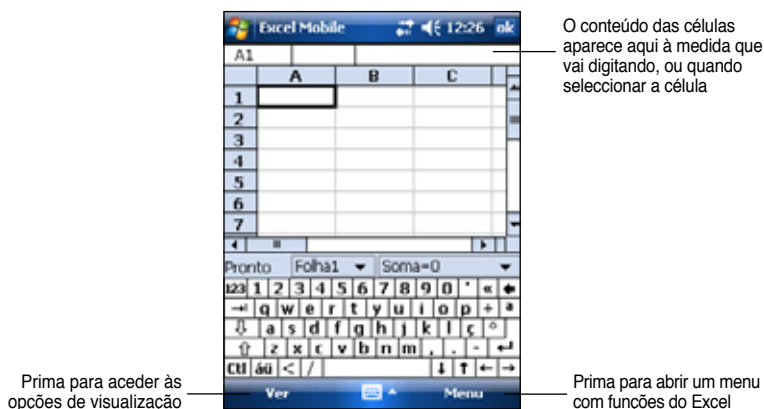 Excel Mobile 12:26 ok
A1
O conteúdo das células
aparece aqui à medida que
vai digitando, ou quando
seleccionar a célula
A B C
1
2
3
4
5
6
7
Pronto Folha1 Soma=0
123 1 2 3 4 5 6 7 8 9 0 ' «
q w e r t y u i o p + ª
a s d f g h j k l ç º
z x c v b n m , . -
Ctl áü < /
Ver Menu
Prima para aceder às
opções de visualização
Prima para abrir um menu
com funções do Excel